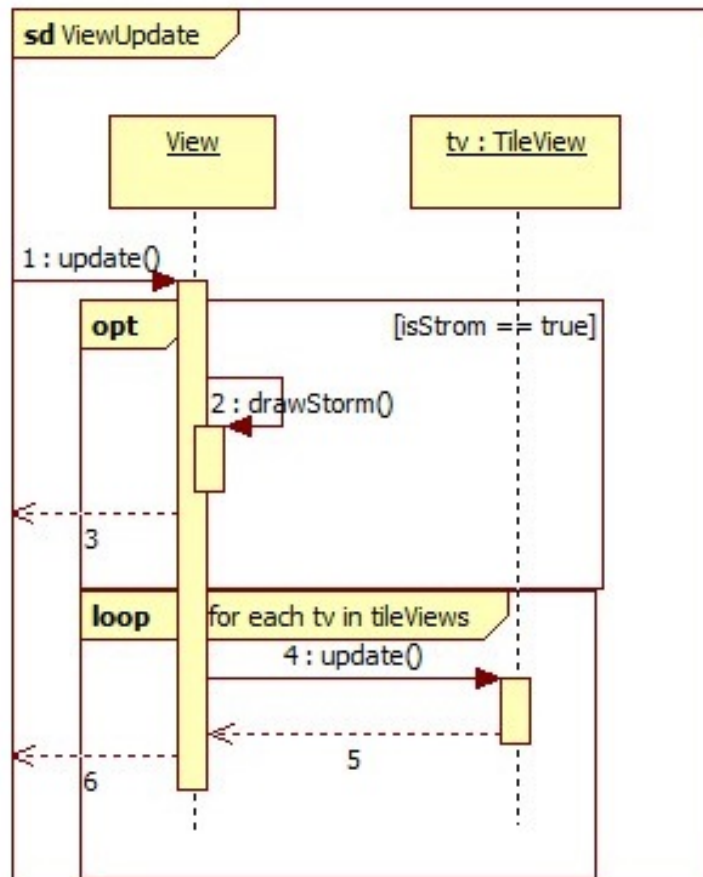 sd ViewUpdate
View
tv : TileView
1 : update()
opt
[isStrom == true]
2 : drawStorm()
3
loop
for each tv in tileViews
4 : update()
5
6